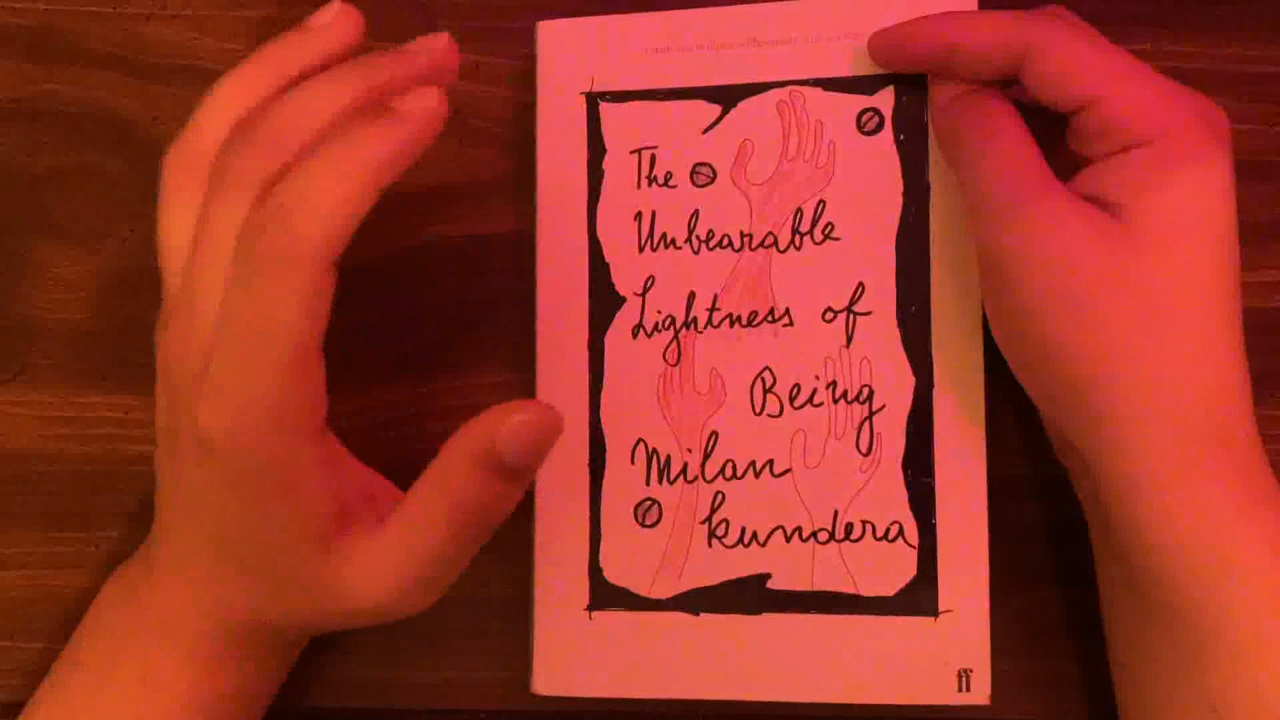 The
Unbearable
Lightness of
Being
Milan
kundera
ff